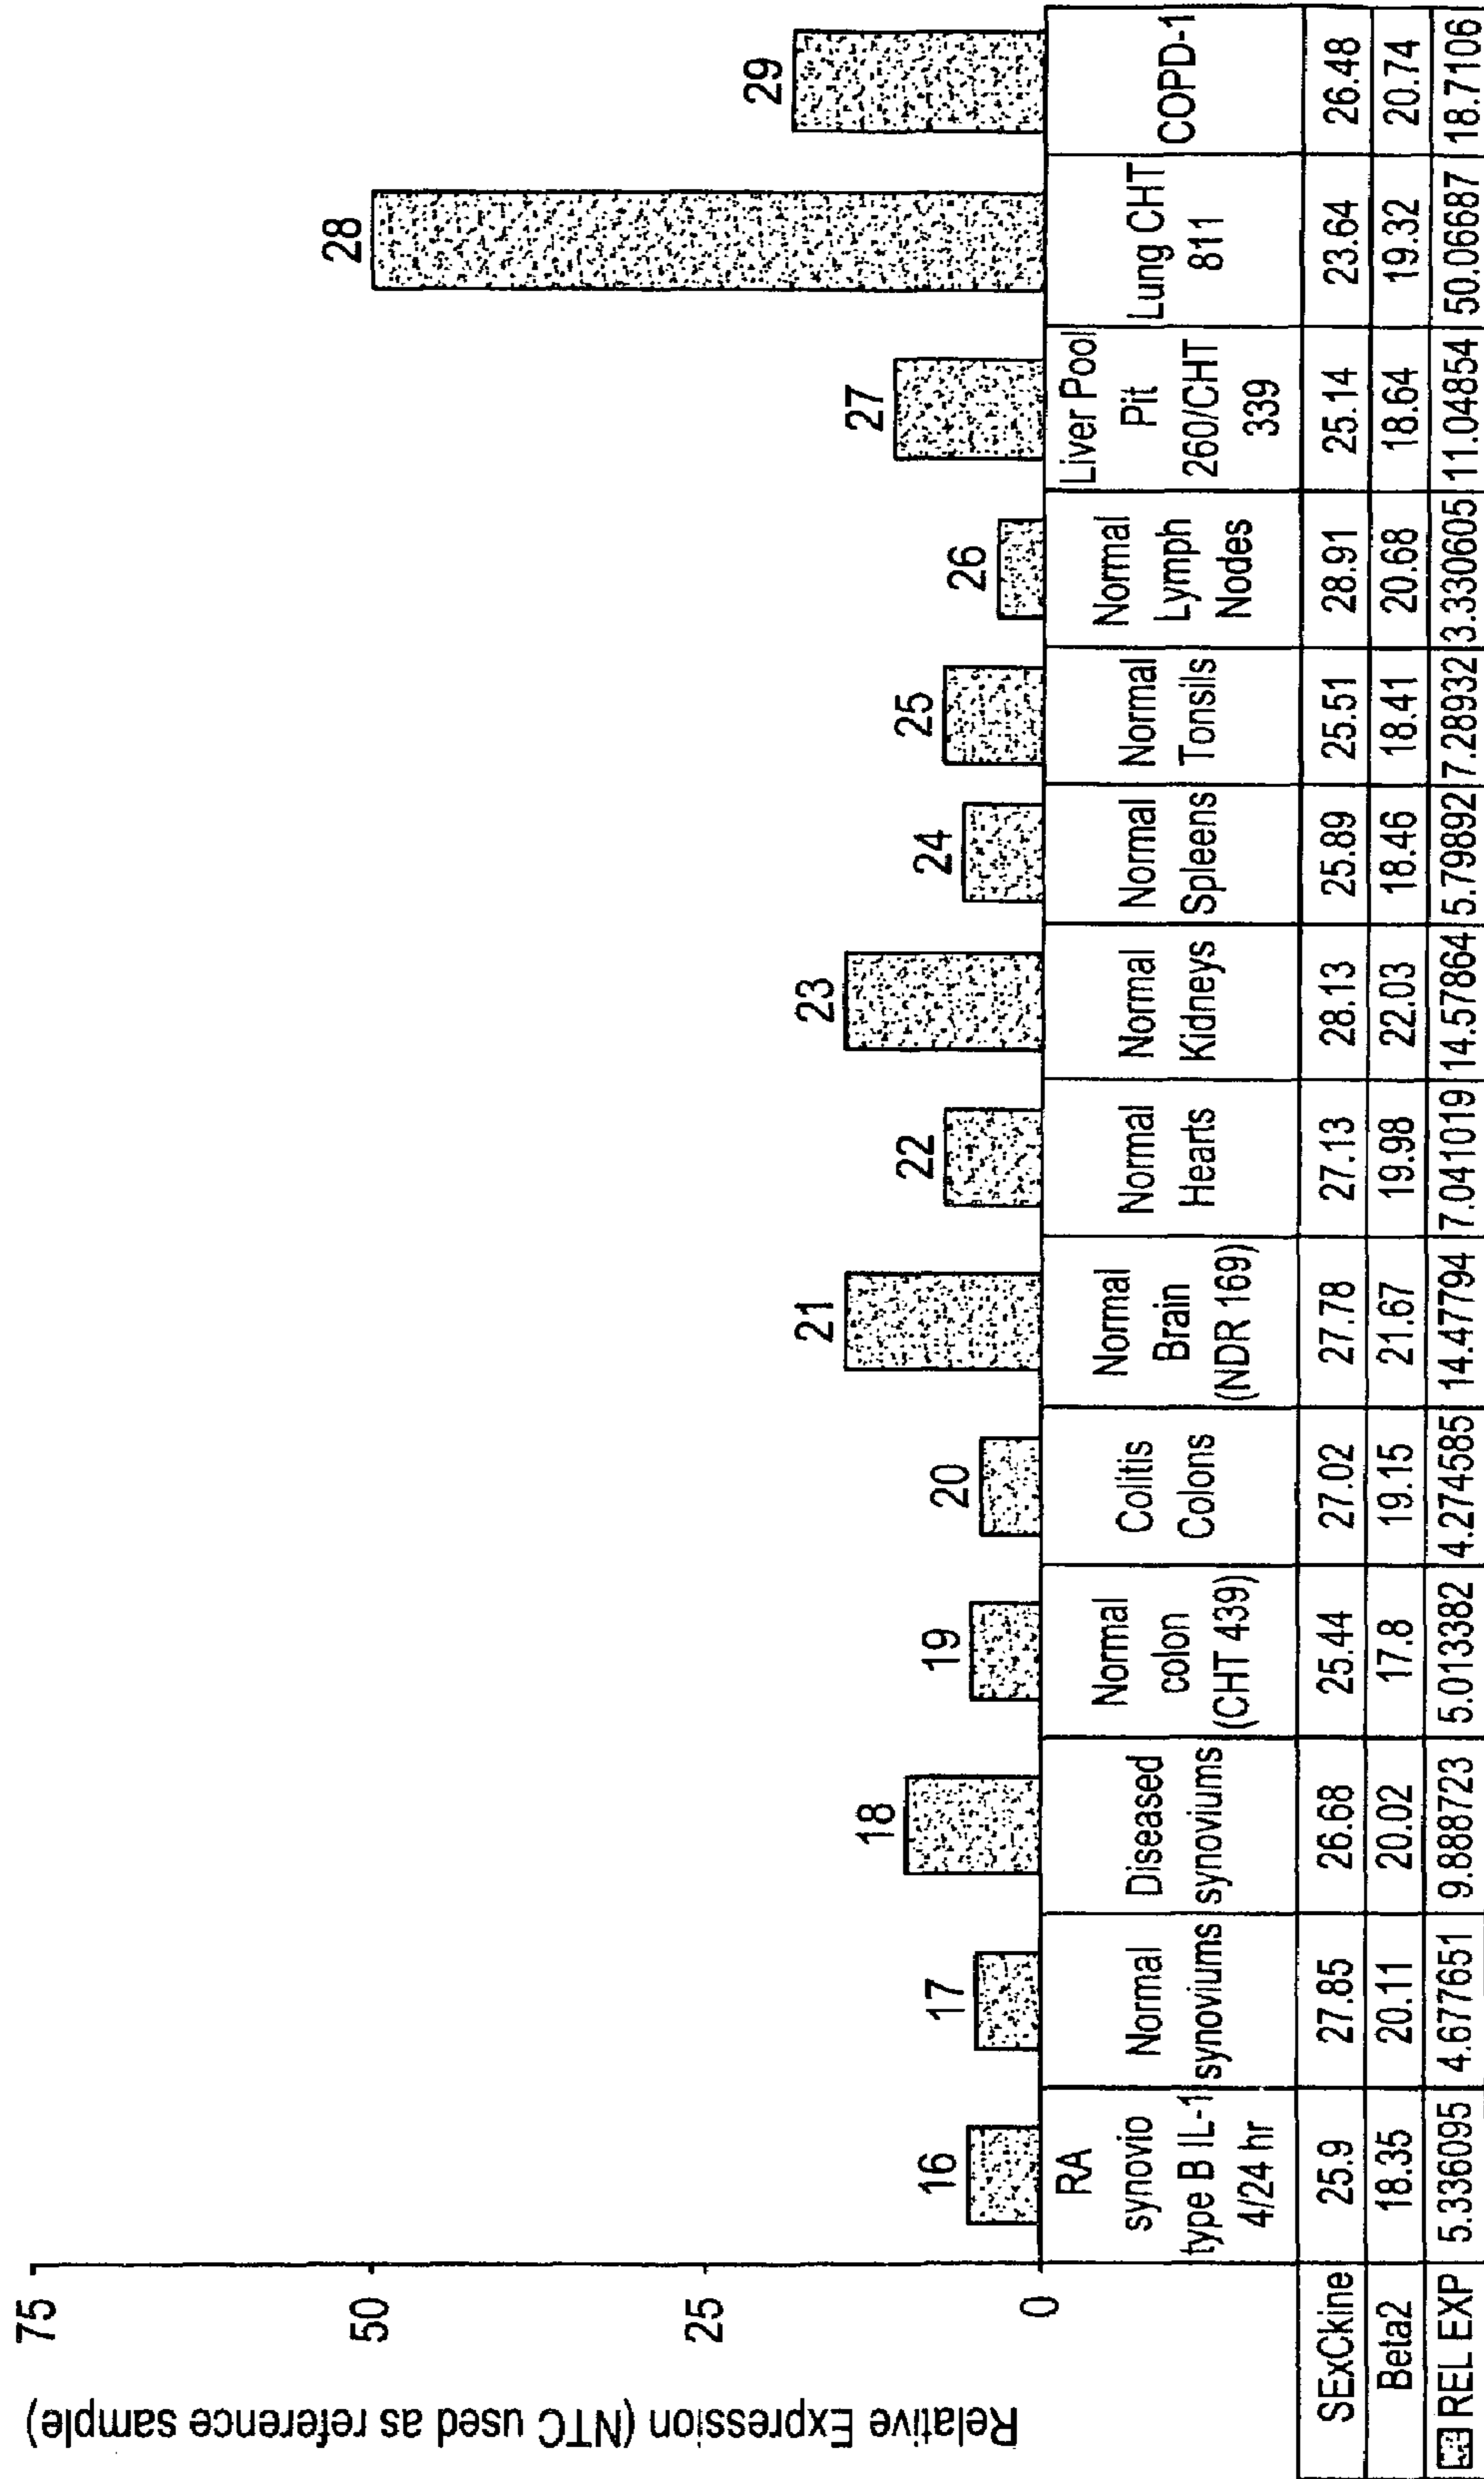 Relative Expression (NTC used as reference sample)
75
50
25
0
16
17
18
19
20
21
22
23
24
25
26
27
28
29
RA
synovio
type B IL-1
4/24 hr
Normal
synoviums
Diseased
synoviums
Normal
colon
(CHT 439)
Colitis
Colons
Normal
Brain
(NDR 169)
Normal
Hearts
Normal
Kidneys
Normal
Spleens
Normal
Tonsils
Normal
Lymph
Nodes
Liver Pool
Pit
260/CHT
339
Lung CHT
811
COPD-1
SExCkine 25.9 27.85 26.68 25.44 27.02 27.78 27.13 28.13 25.89 25.51 28.91 25.14 23.64 26.48
Beta2 18.35 20.11 20.02 17.8 19.15 21.67 19.98 22.03 18.46 18.41 20.68 18.64 19.32 20.74
REL EXP 5.336095 4.677651 9.888723 5.013382 4.274585 14.47794 7.041019 14.57864 5.79892 7.28932 3.330605 11.04854 50.06687 18.7106